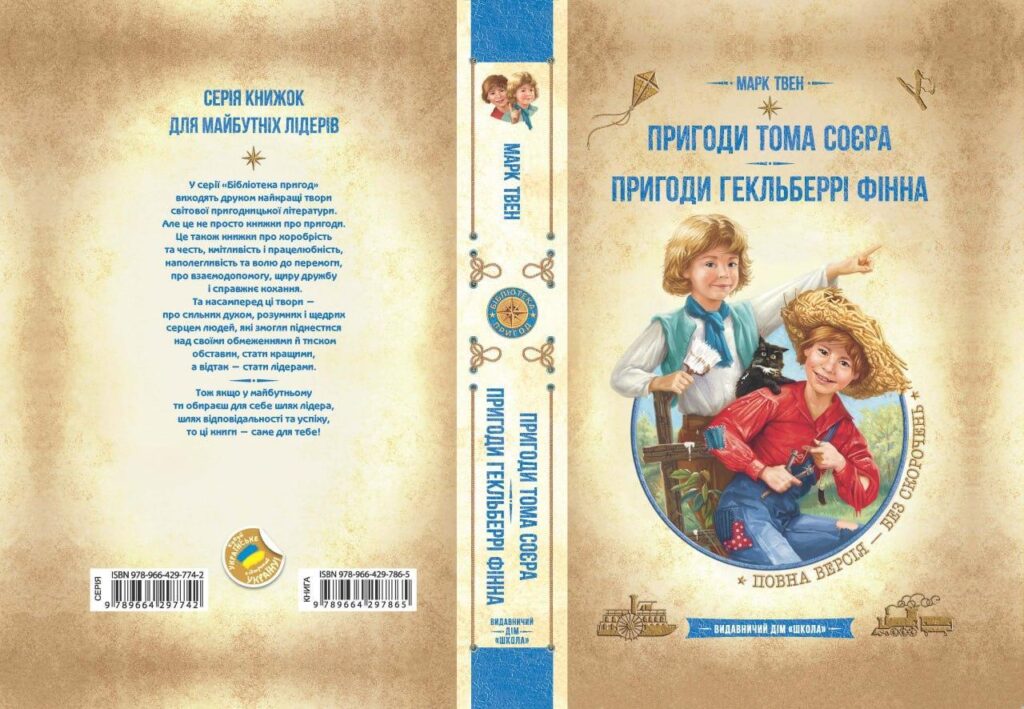 СЕРІЯ КНИЖОК
ДЛЯ МАЙБУТНІХ ЛІДЕРІВ
У серії «Бібліотека пригод»
виходять друком найкращі твори
світової пригодницької літератури.
Але це не просто книжки про пригоди.
Це також книжки про хоробрість
та честь, кмітливість і працелюбність,
наполегливість та волю до перемоги,
про взаємодопомогу, щиру дружбу
і справжнє кохання.
Та насамперед ці твори —
про сильних духом, розумних і щедрих
серцем людей, які змогли піднестися
над своїми обмеженнями й тиском
обставин, стати кращими,
а відтак — стати лідерами.
Тож якщо у майбутньому
ти обираєш для себе шлях лідера,
шлях відповідальності та успіху,
то ці книги — саме для тебе!
УКРАЇНСЬКЕ
УКРАЇНУ!
СЕРІЯ
ISBN 978-966-429-774-2
9 789664 297742
КНИГА
ISBN 978-966-429-786-5
9 789664 297865
МАРК ТВЕН
БІБЛІОТЕКА
ПРИГОД
ПРИГОДИ ТОМА СОЄРА
ПРИГОДИ ГЕКЛЬБЕРРІ ФІННА
ВИДАВНИЧИЙ
ДІМ
«ШКОЛА»
МАРК ТВЕН
ПРИГОДИ ТОМА СОЄРА
ПРИГОДИ ГЕКЛЬБЕРРІ ФІННА
ПОВНА ВЕРСІЯ — БЕЗ СКОРОЧЕНЬ
ВИДАВНИЧИЙ ДІМ «ШКОЛА»